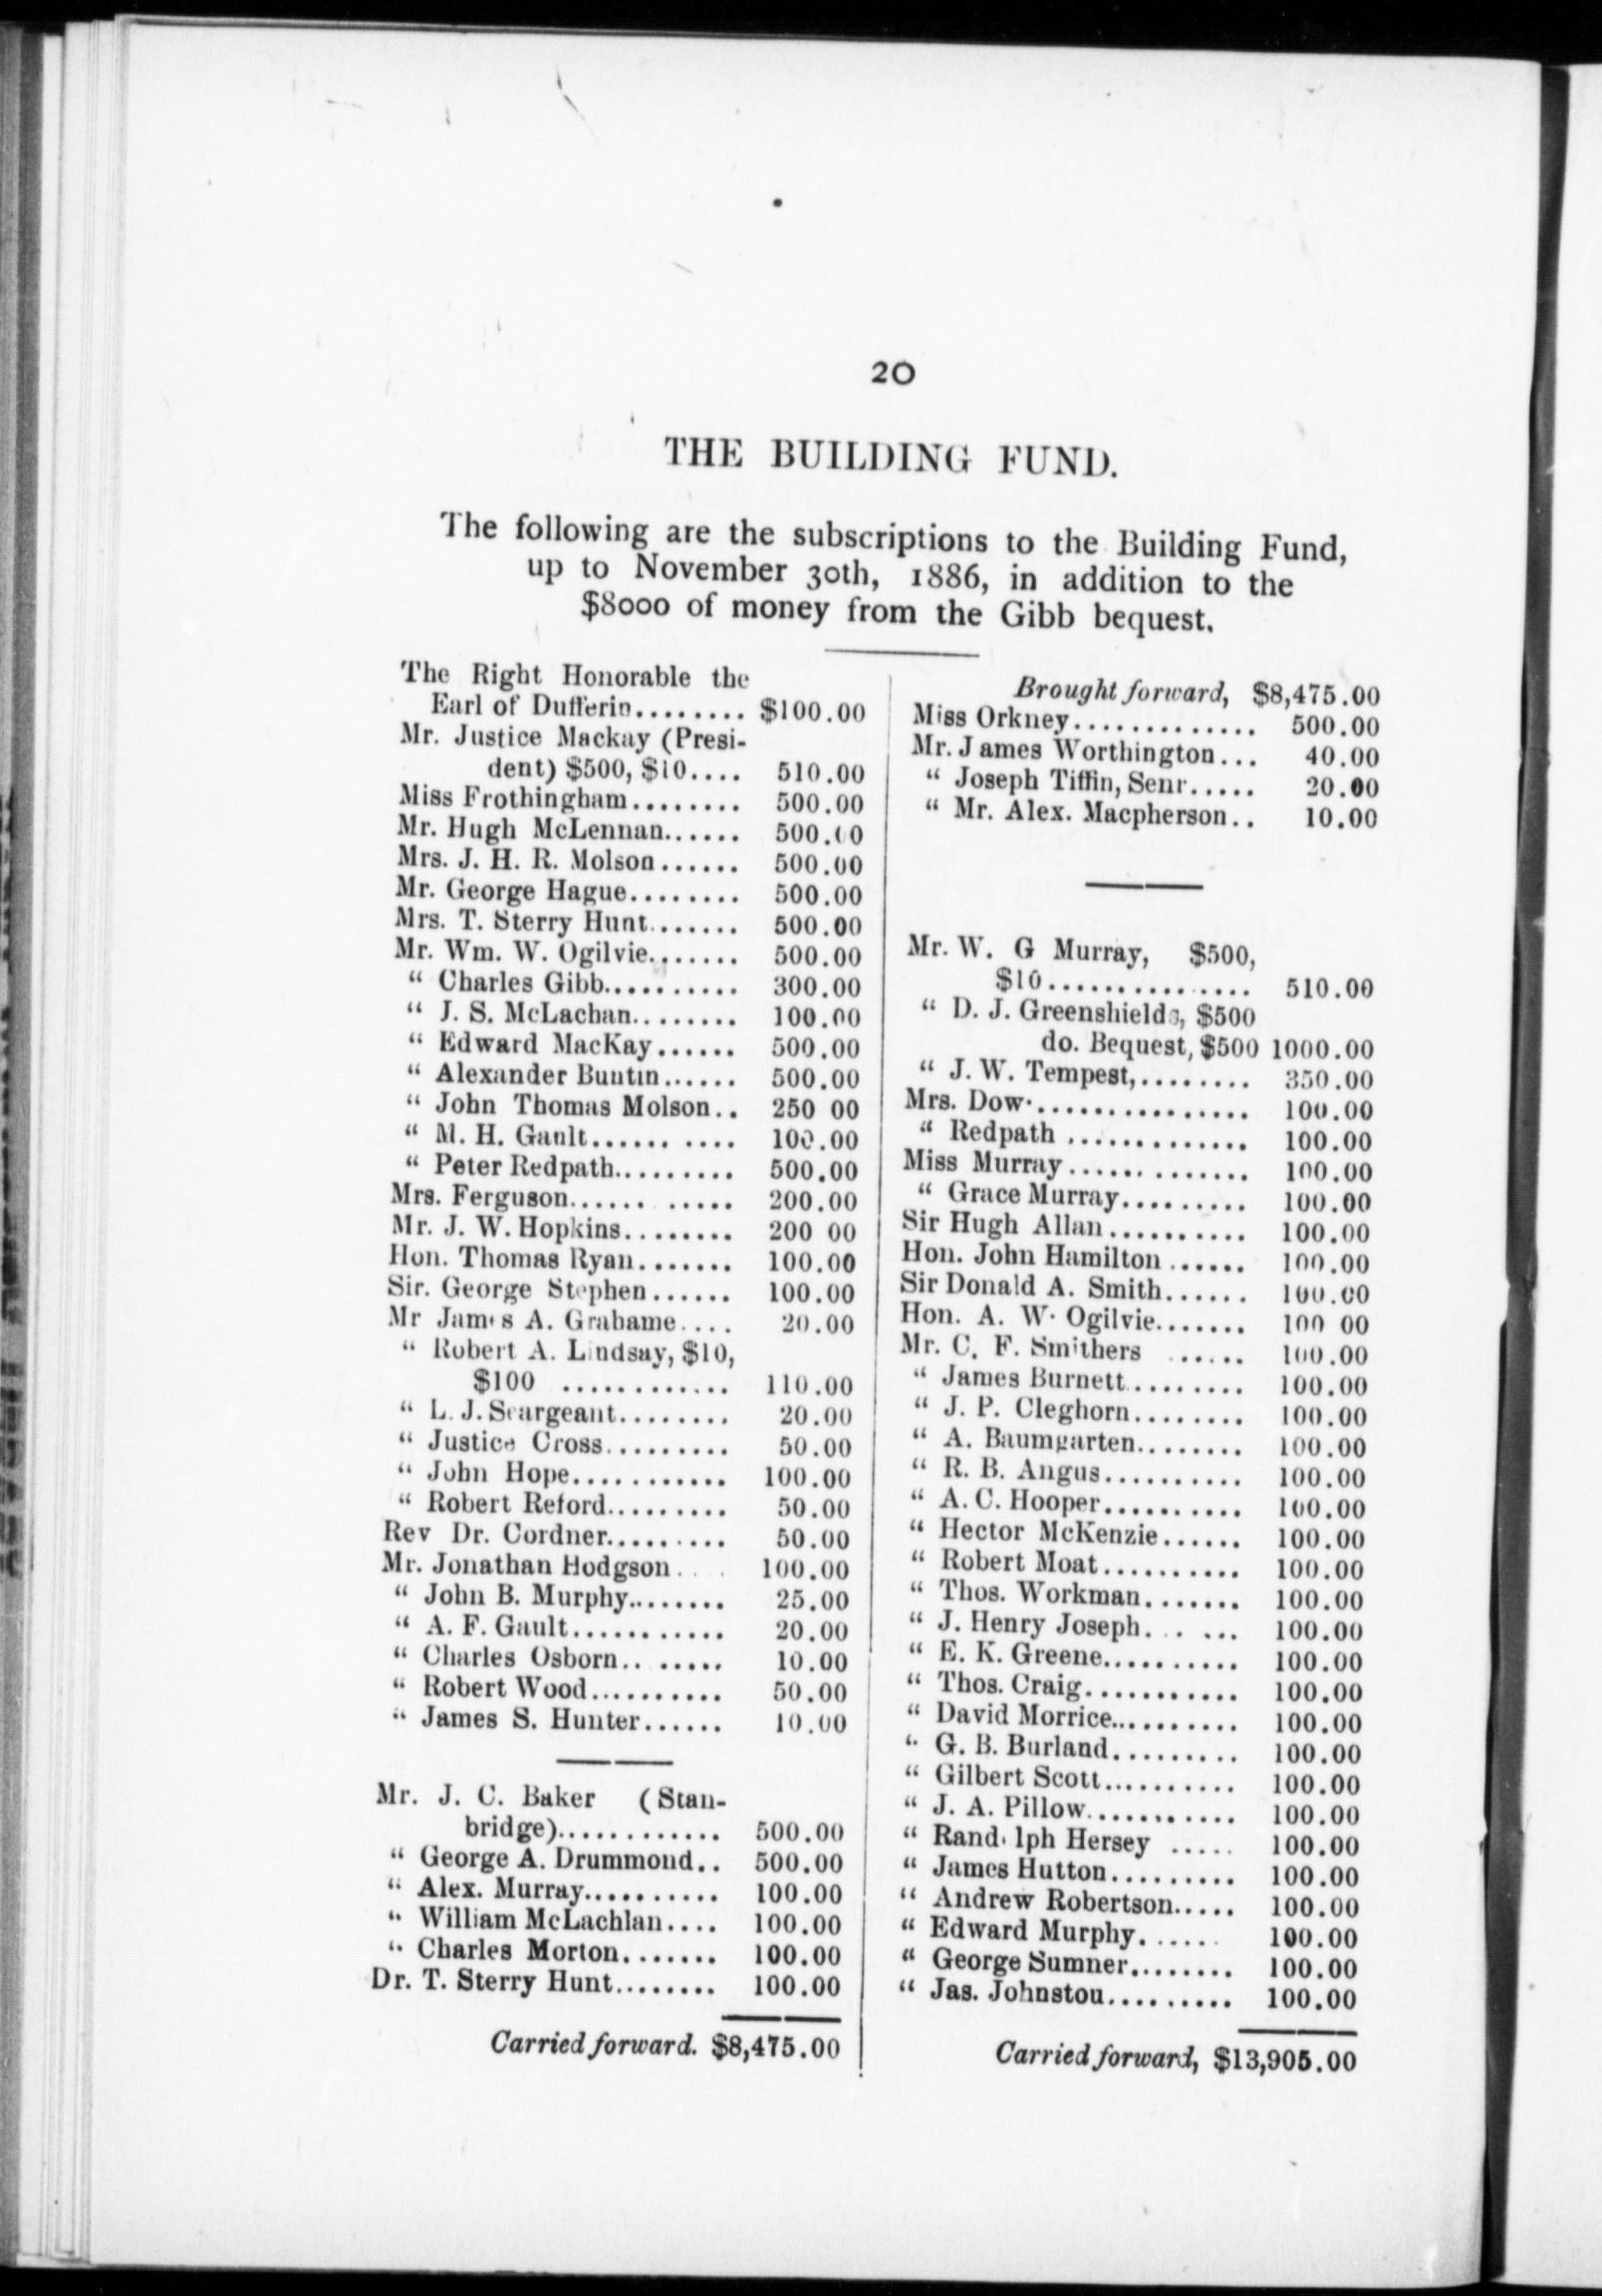 20
THE BUILDING FUND.
The following are the subscriptions to the Building Fund,
up to November 30th, 1886, in addition to the
$8000 of money from the Gibb bequest.
The Right Honorable the
Earl of Dufferin........ $100.00
Mr. Justice Mackay (Presi-
dent) $500, $10.... 510.00
Miss Frothingham........ 500.00
Mr. Hugh McLennan...... 500.00
Mrs. J. H. R. Molson...... 500.00
Mr. George Hague........ 500.00
Mrs. T. Sterry Hunt....... 500.00
Mr. Wm. W. Ogilvie....... 500.00
“ Charles Gibb.......... 300.00
“ J. S. McLachan........ 100.00
“ Edward MacKay...... 500.00
“ Alexander Buntin...... 500.00
“ John Thomas Molson.. 250 00
“ M. H. Gault...... .... 100.00
“ Peter Redpath......... 500.00
Mrs. Ferguson...... ..... 200.00
Mr. J. W. Hopkins........ 200 00
Hon. Thomas Ryan....... 100.00
Sir. George Stephen...... 100.00
Mr James A. Grahame.... 20.00
“ Robert A. Lindsay, $10,
$100 ............ 110.00
“ L. J. Seargeant........ 20.00
“ Justice Cross......... 50.00
“ John Hope........... 100.00
“ Robert Reford......... 50.00
Rev Dr. Cordner......... 50.00
Mr. Jonathan Hodgson.... 100.00
“ John B. Murphy........ 25.00
“ A. F. Gault........... 20.00
“ Charles Osborn.. ..... 10.00
“ Robert Wood.......... 50.00
“ James S. Hunter...... 10.00
Mr. J. C. Baker (Stan-
bridge)............ 500.00
“ George A. Drummond.. 500.00
“ Alex. Murray.......... 100.00
“ William McLachlan.... 100.00
“ Charles Morton....... 100.00
Dr. T. Sterry Hunt........ 100.00
Carried forward. $8,475.00
Brought forward, $8,475.00
Miss Orkney............. 500.00
Mr. James Worthington... 40.00
“ Joseph Tiffin, Senr..... 20.00
“ Mr. Alex. Macpherson.. 10.00
Mr. W. G Murray, $500,
$10............... 510.00
“ D. J. Greenshields, $500
do. Bequest, $500 1000.00
“ J. W. Tempest,........ 350.00
Mrs. Dow................ 100.00
“ Redpath ............. 100.00
Miss Murray...... ....... 100.00
“ Grace Murray......... 100.00
Sir Hugh Allan.......... 100.00
Hon. John Hamilton...... 100.00
Sir Donald A. Smith...... 100.00
Hon. A. W. Ogilvie....... 100 00
Mr. C. F. Smithers ...... 100.00
“ James Burnett......... 100.00
“ J. P. Cleghorn........ 100.00
“ A. Baumgarten........ 100.00
“ R. B. Angus.......... 100.00
“ A. C. Hooper.......... 100.00
“ Hector McKenzie...... 100.00
“ Robert Moat.......... 100.00
“ Thos. Workman....... 100.00
“ J. Henry Joseph... ... 100.00
“ E. K. Greene.......... 100.00
“ Thos. Craig........... 100.00
“ David Morrice.......... 100.00
“ G. B. Burland......... 100.00
“ Gilbert Scott.......... 100.00
“ J. A. Pillow........... 100.00
“ Randolph Hersey ..... 100.00
“ James Hutton......... 100.00
“ Andrew Robertson..... 100.00
“ Edward Murphy...... 100.00
“ George Sumner........ 100.00
“ Jas. Johnstou......... 100.00
Carried forward, $13,905.00